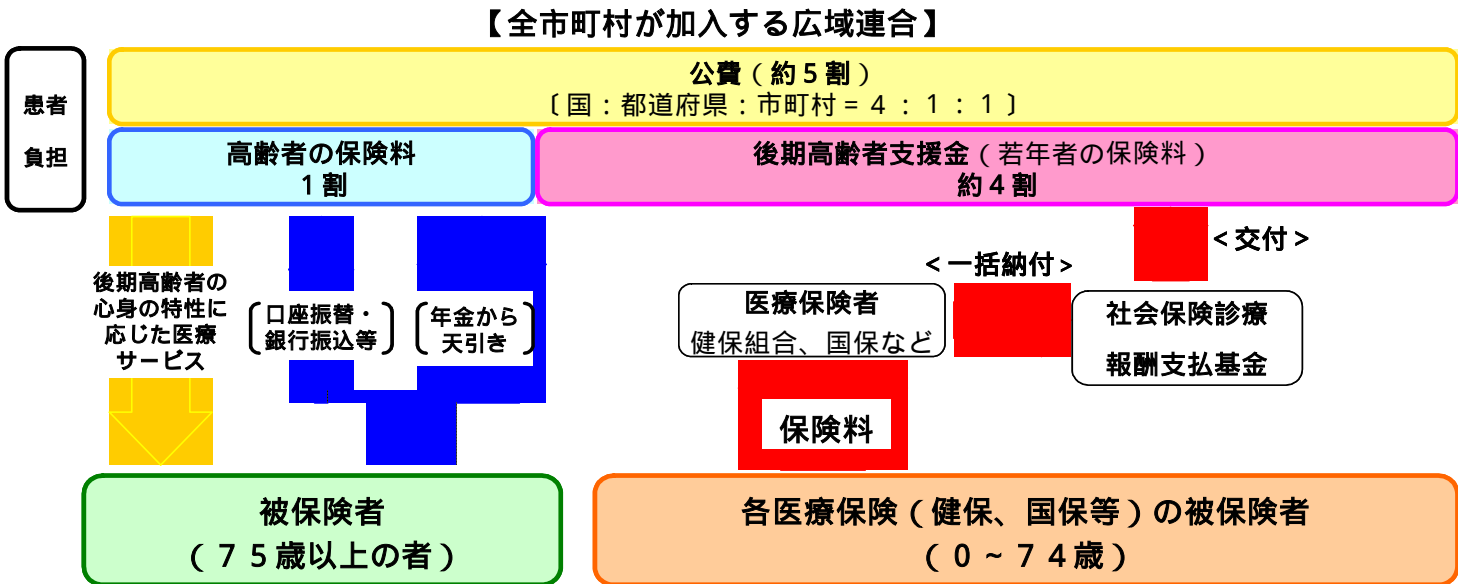 【全市町村が加入する広域連合】
患者
負担
公費（約５割）
〔国：都道府県：市町村＝４：１：１〕
高齢者の保険料
１割
後期高齢者支援金（若年者の保険料）
約４割
後期高齢者の
心身の特性に
応じた医療
サービス
口座振替・
銀行振込等
年金から
天引き
＜交付＞
＜一括納付＞
医療保険者
健保組合、国保など
社会保険診療
報酬支払基金
保険料
被保険者
（７５歳以上の者）
各医療保険（健保、国保等）の被保険者
（０～７４歳）